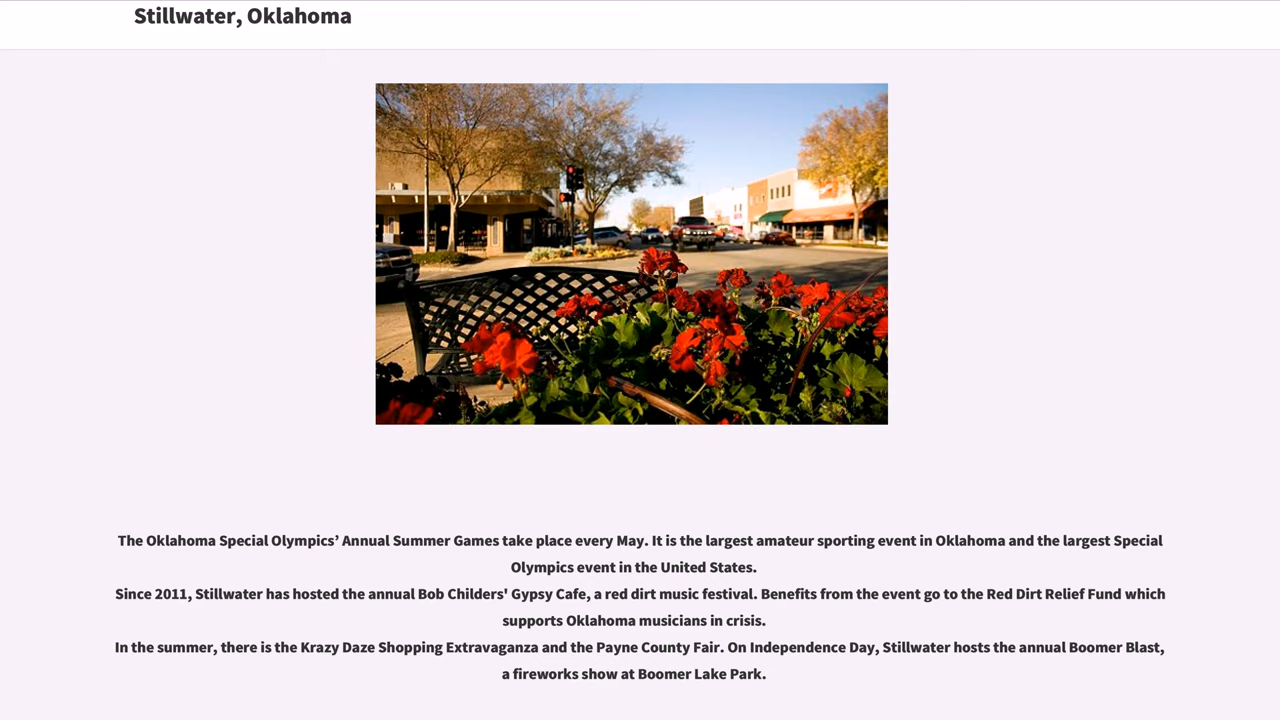 Stillwater, Oklahoma
The Oklahoma Special Olympics’ Annual Summer Games take place every May. It is the largest amateur sporting event in Oklahoma and the largest Special
Olympics event in the United States.
Since 2011, Stillwater has hosted the annual Bob Childers' Gypsy Cafe, a red dirt music festival. Benefits from the event go to the Red Dirt Relief Fund which
supports Oklahoma musicians in crisis.
In the summer, there is the Krazy Daze Shopping Extravaganza and the Payne County Fair. On Independence Day, Stillwater hosts the annual Boomer Blast,
a fireworks show at Boomer Lake Park.